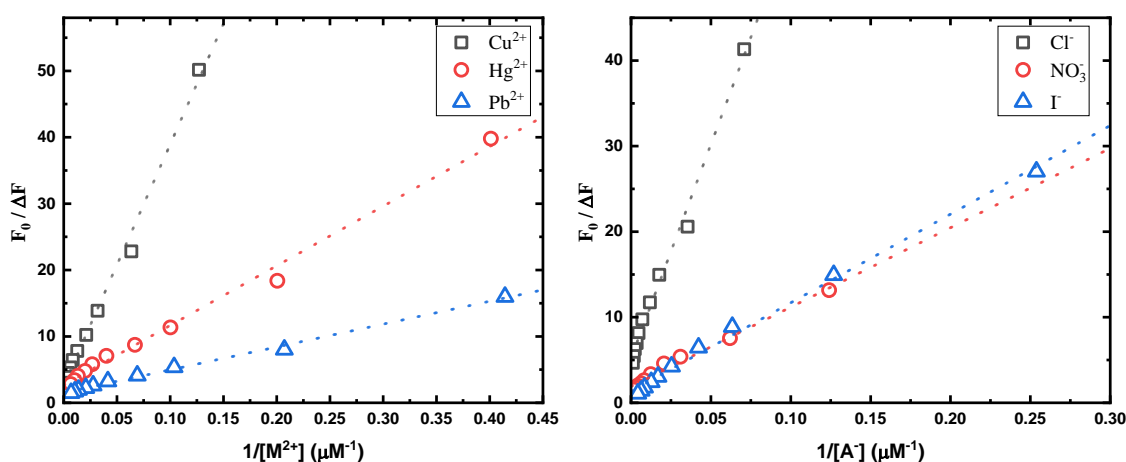 F₀ / ΔF
50
40
30
20
10
0
0.00 0.05 0.10 0.15 0.20 0.25 0.30 0.35 0.40 0.45
1/[M²⁺] (μM⁻¹)
Cu²⁺
Hg²⁺
Pb²⁺
F₀ / ΔF
40
30
20
10
0
0.00 0.05 0.10 0.15 0.20 0.25 0.30
1/[A⁻] (μM⁻¹)
Cl⁻
NO₃⁻
I⁻